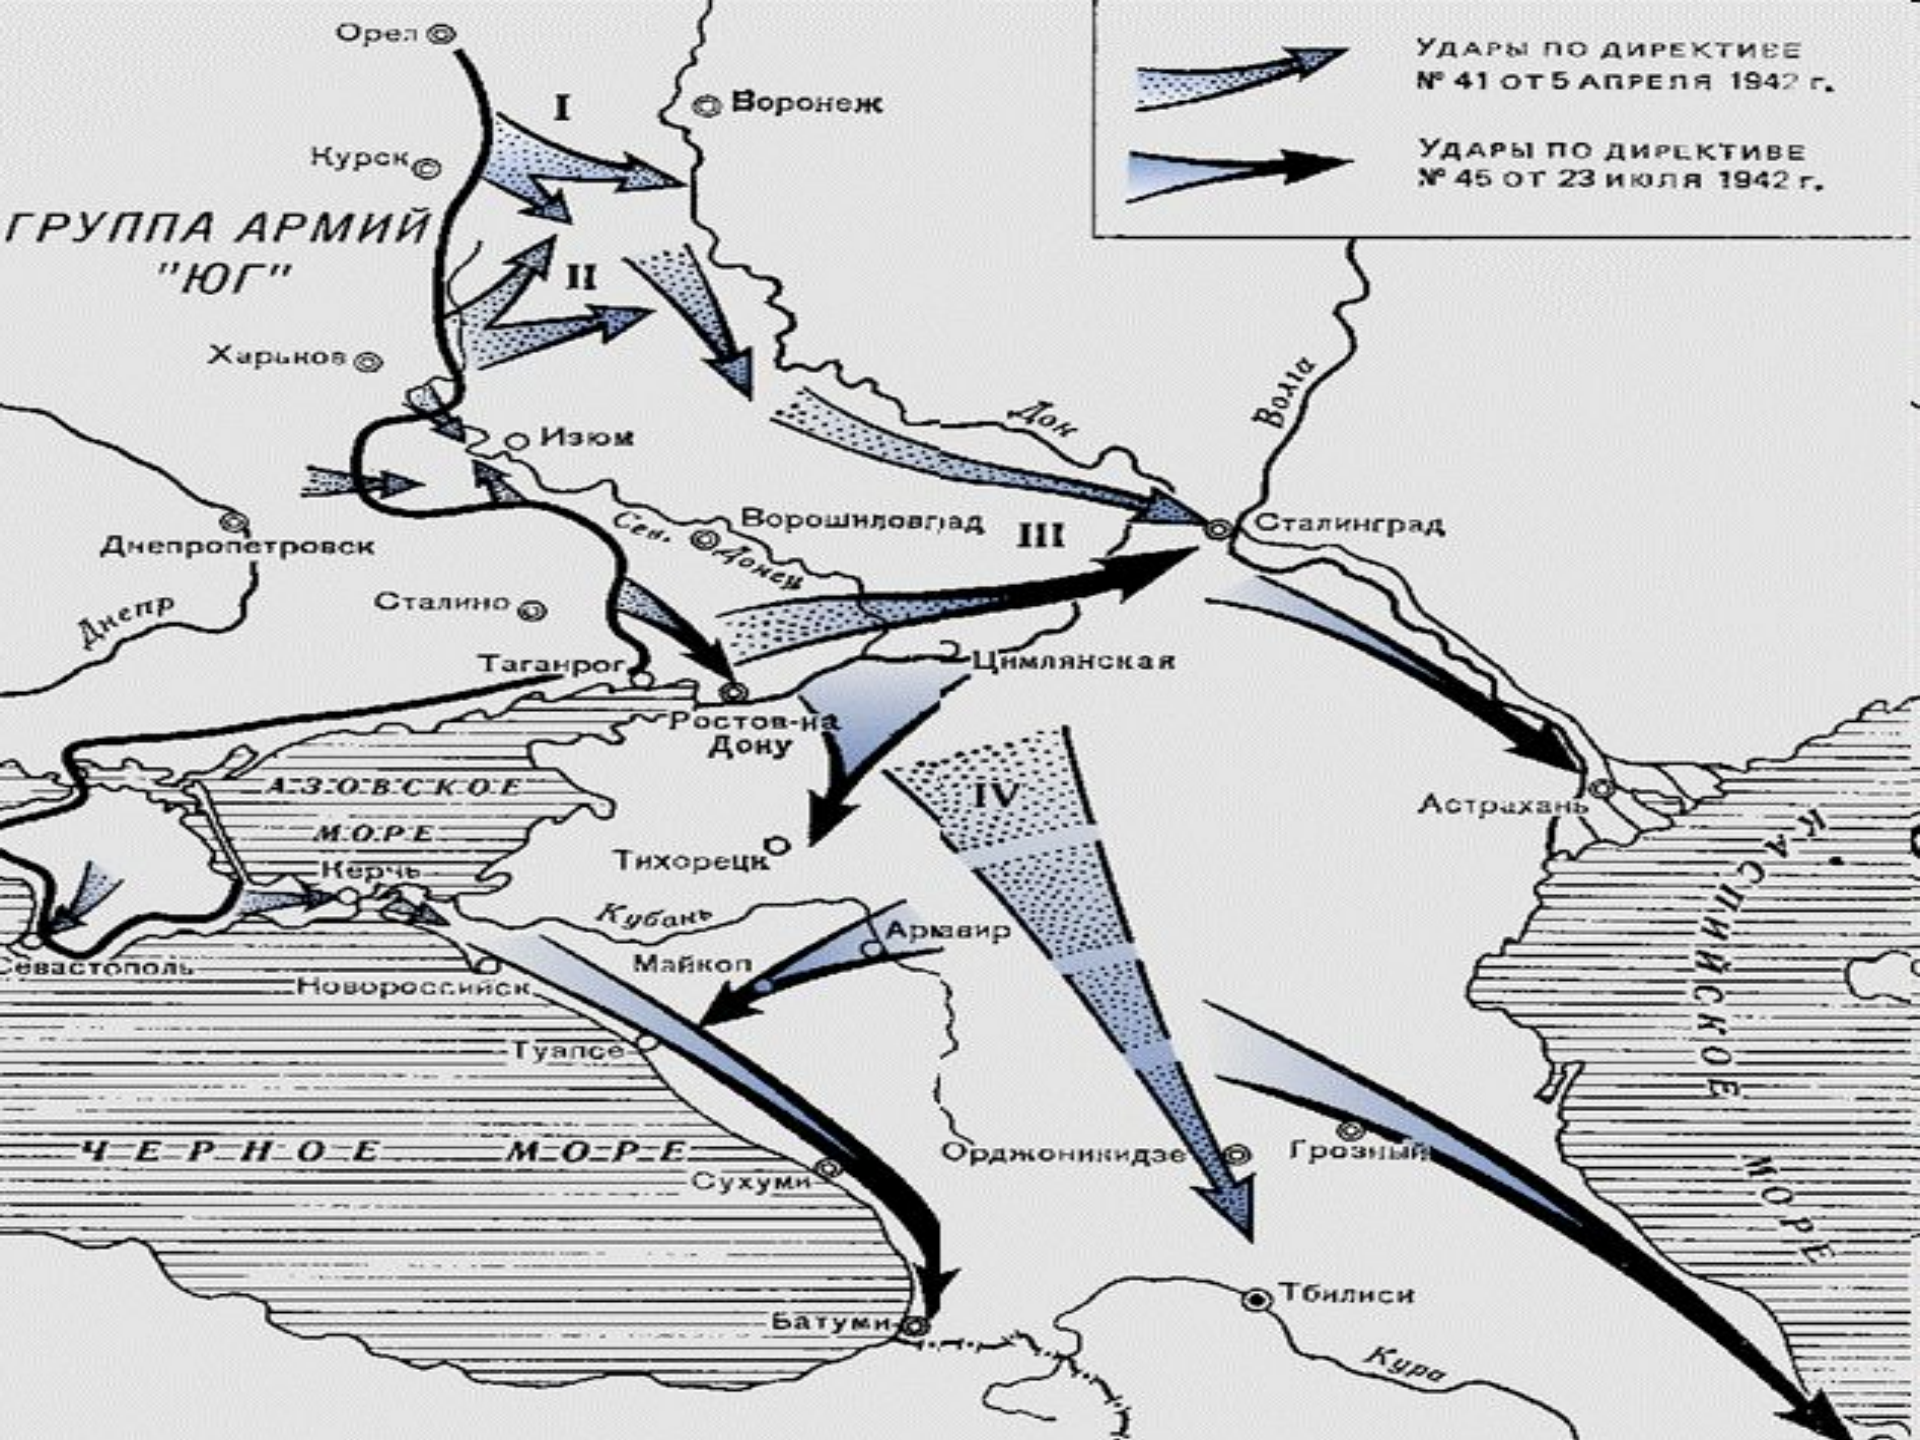 Орел
Воронеж
УДАРЫ ПО ДИРЕКТИВЕ
№ 41 ОТ 5 АПРЕЛЯ 1942 г.
I
Курск
УДАРЫ ПО ДИРЕКТИВЕ
№ 45 ОТ 23 ИЮЛЯ 1942 г.
ГРУППА АРМИЙ
"ЮГ"
II
Харьков
Волга
Дон
Изюм
Ворошиловград
III
Сталинград
Сев. Донец
Днепропетровск
Днепр
Сталино
Таганрог
Цимлянская
Ростов-на
Дону
АЗОВСКОЕ
МОРЕ
IV
Астрахань
КАСПИЙСКОЕ МОРЕ
Тихорецк
Керчь
Кубань
Армавир
Майкоп
Севастополь
Новороссийск
Туапсе
ЧЕРНОЕ МОРЕ
Орджоникидзе
Грозный
Сухуми
Тбилиси
Батуми
Кура